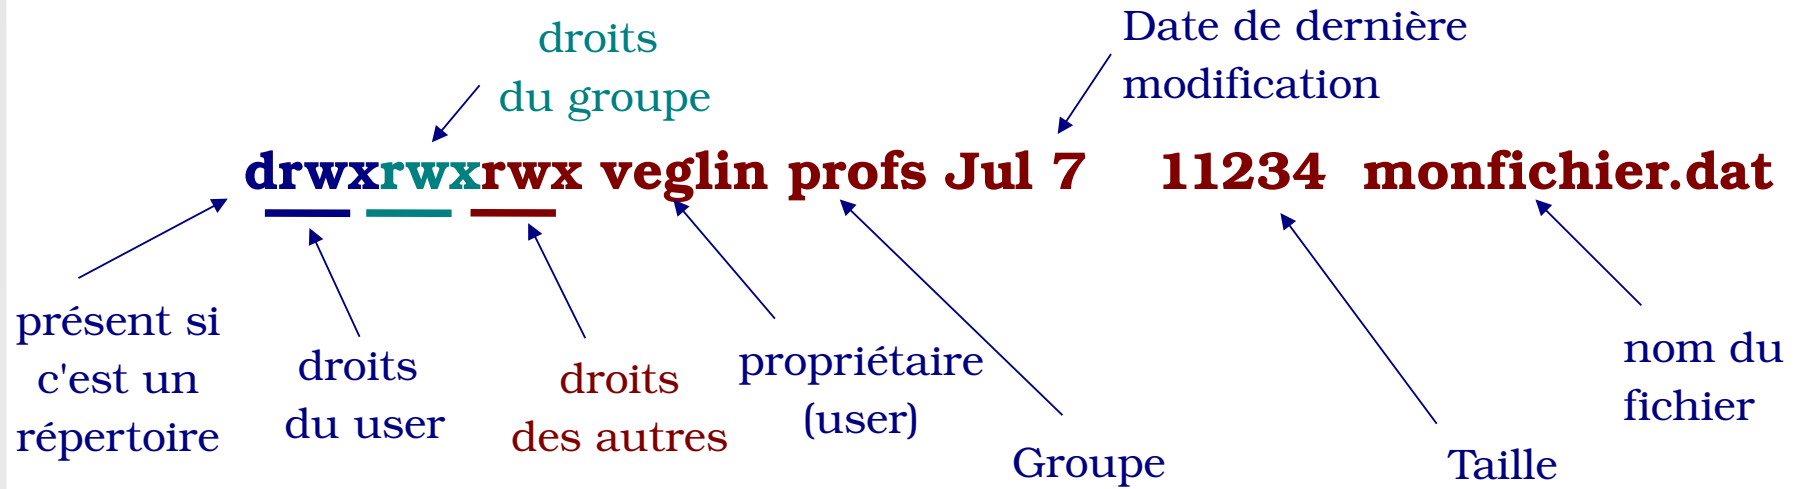 droits
du groupe
Date de dernière
modification
drwxrwxrwx veglin profs Jul 7 11234 monfichier.dat
présent si
c'est un
répertoire
droits
du user
droits
des autres
propriétaire
(user)
Groupe
Taille
nom du
fichier